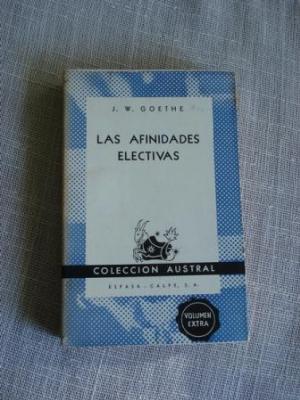 J. W. GOETHE
LAS AFINIDADES
ELECTIVAS
COLECCION AUSTRAL
ESPASA - CALPE, S. A.
VOLUMEN
EXTRA